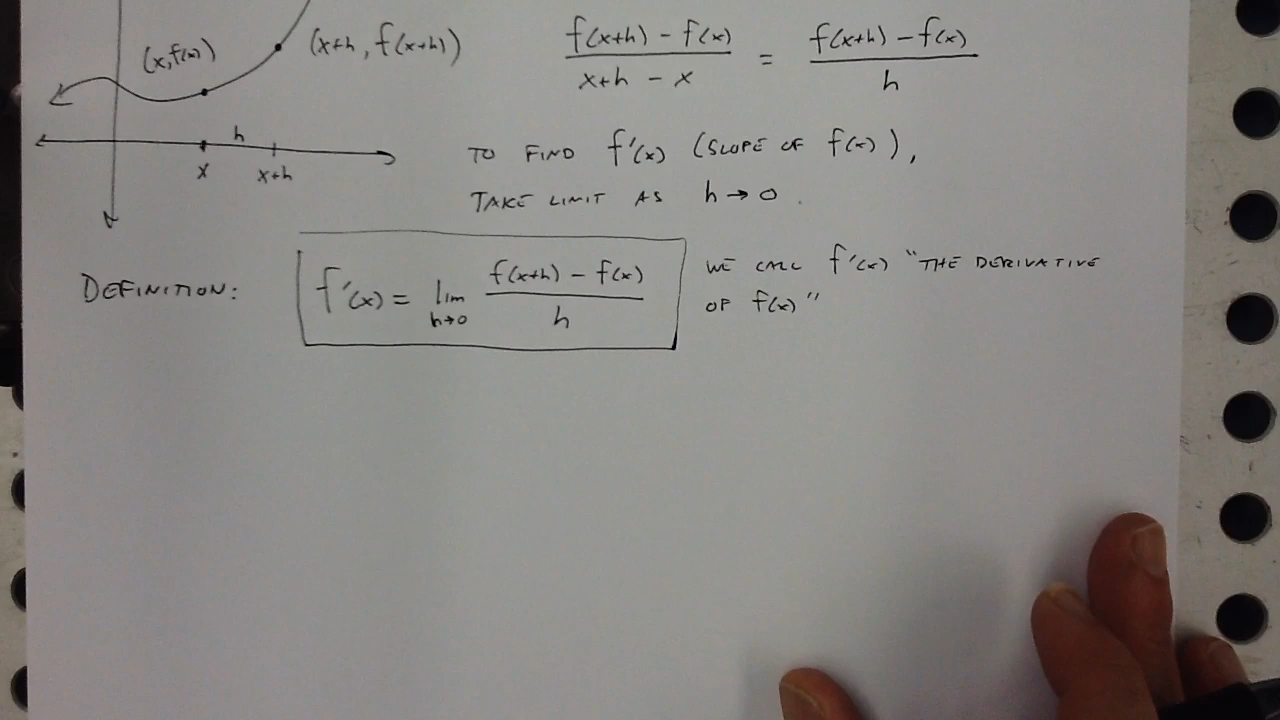 (x, f(x)) (x+h, f(x+h))
f(x+h) - f(x) / x+h - x = f(x+h) - f(x) / h
h
x x+h
TO FIND f'(x) (SLOPE OF f(x)),
TAKE LIMIT AS h→0.
DEFINITION: f'(x) = lim h→0 f(x+h) - f(x) / h
WE CALL f'(x) "THE DERIVATIVE
OF f(x)"